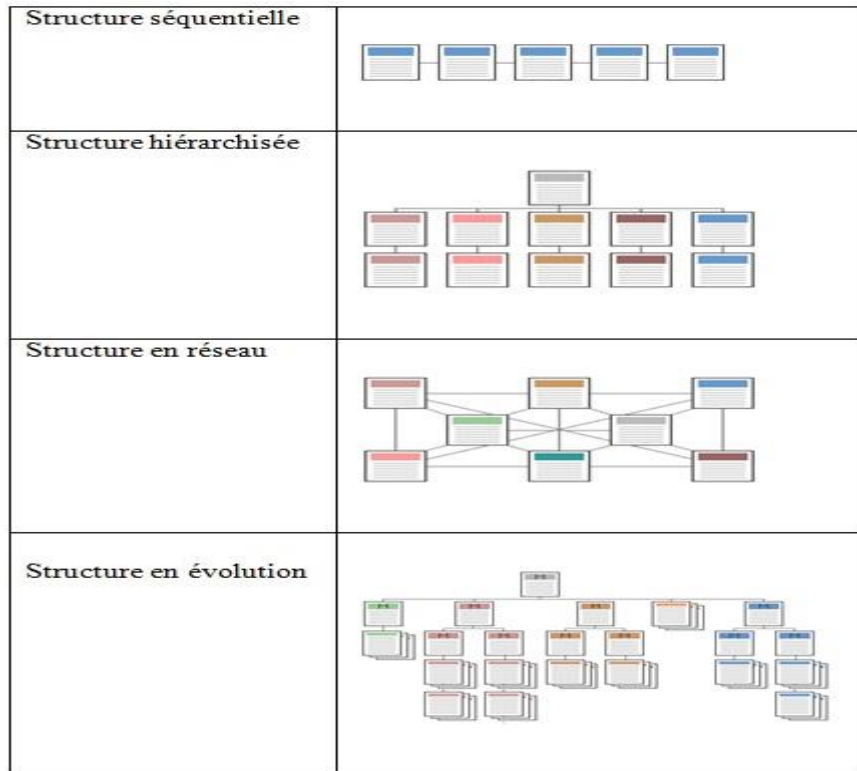 Structure séquentielle
Structure hiérarchisée
Structure en réseau
Structure en évolution